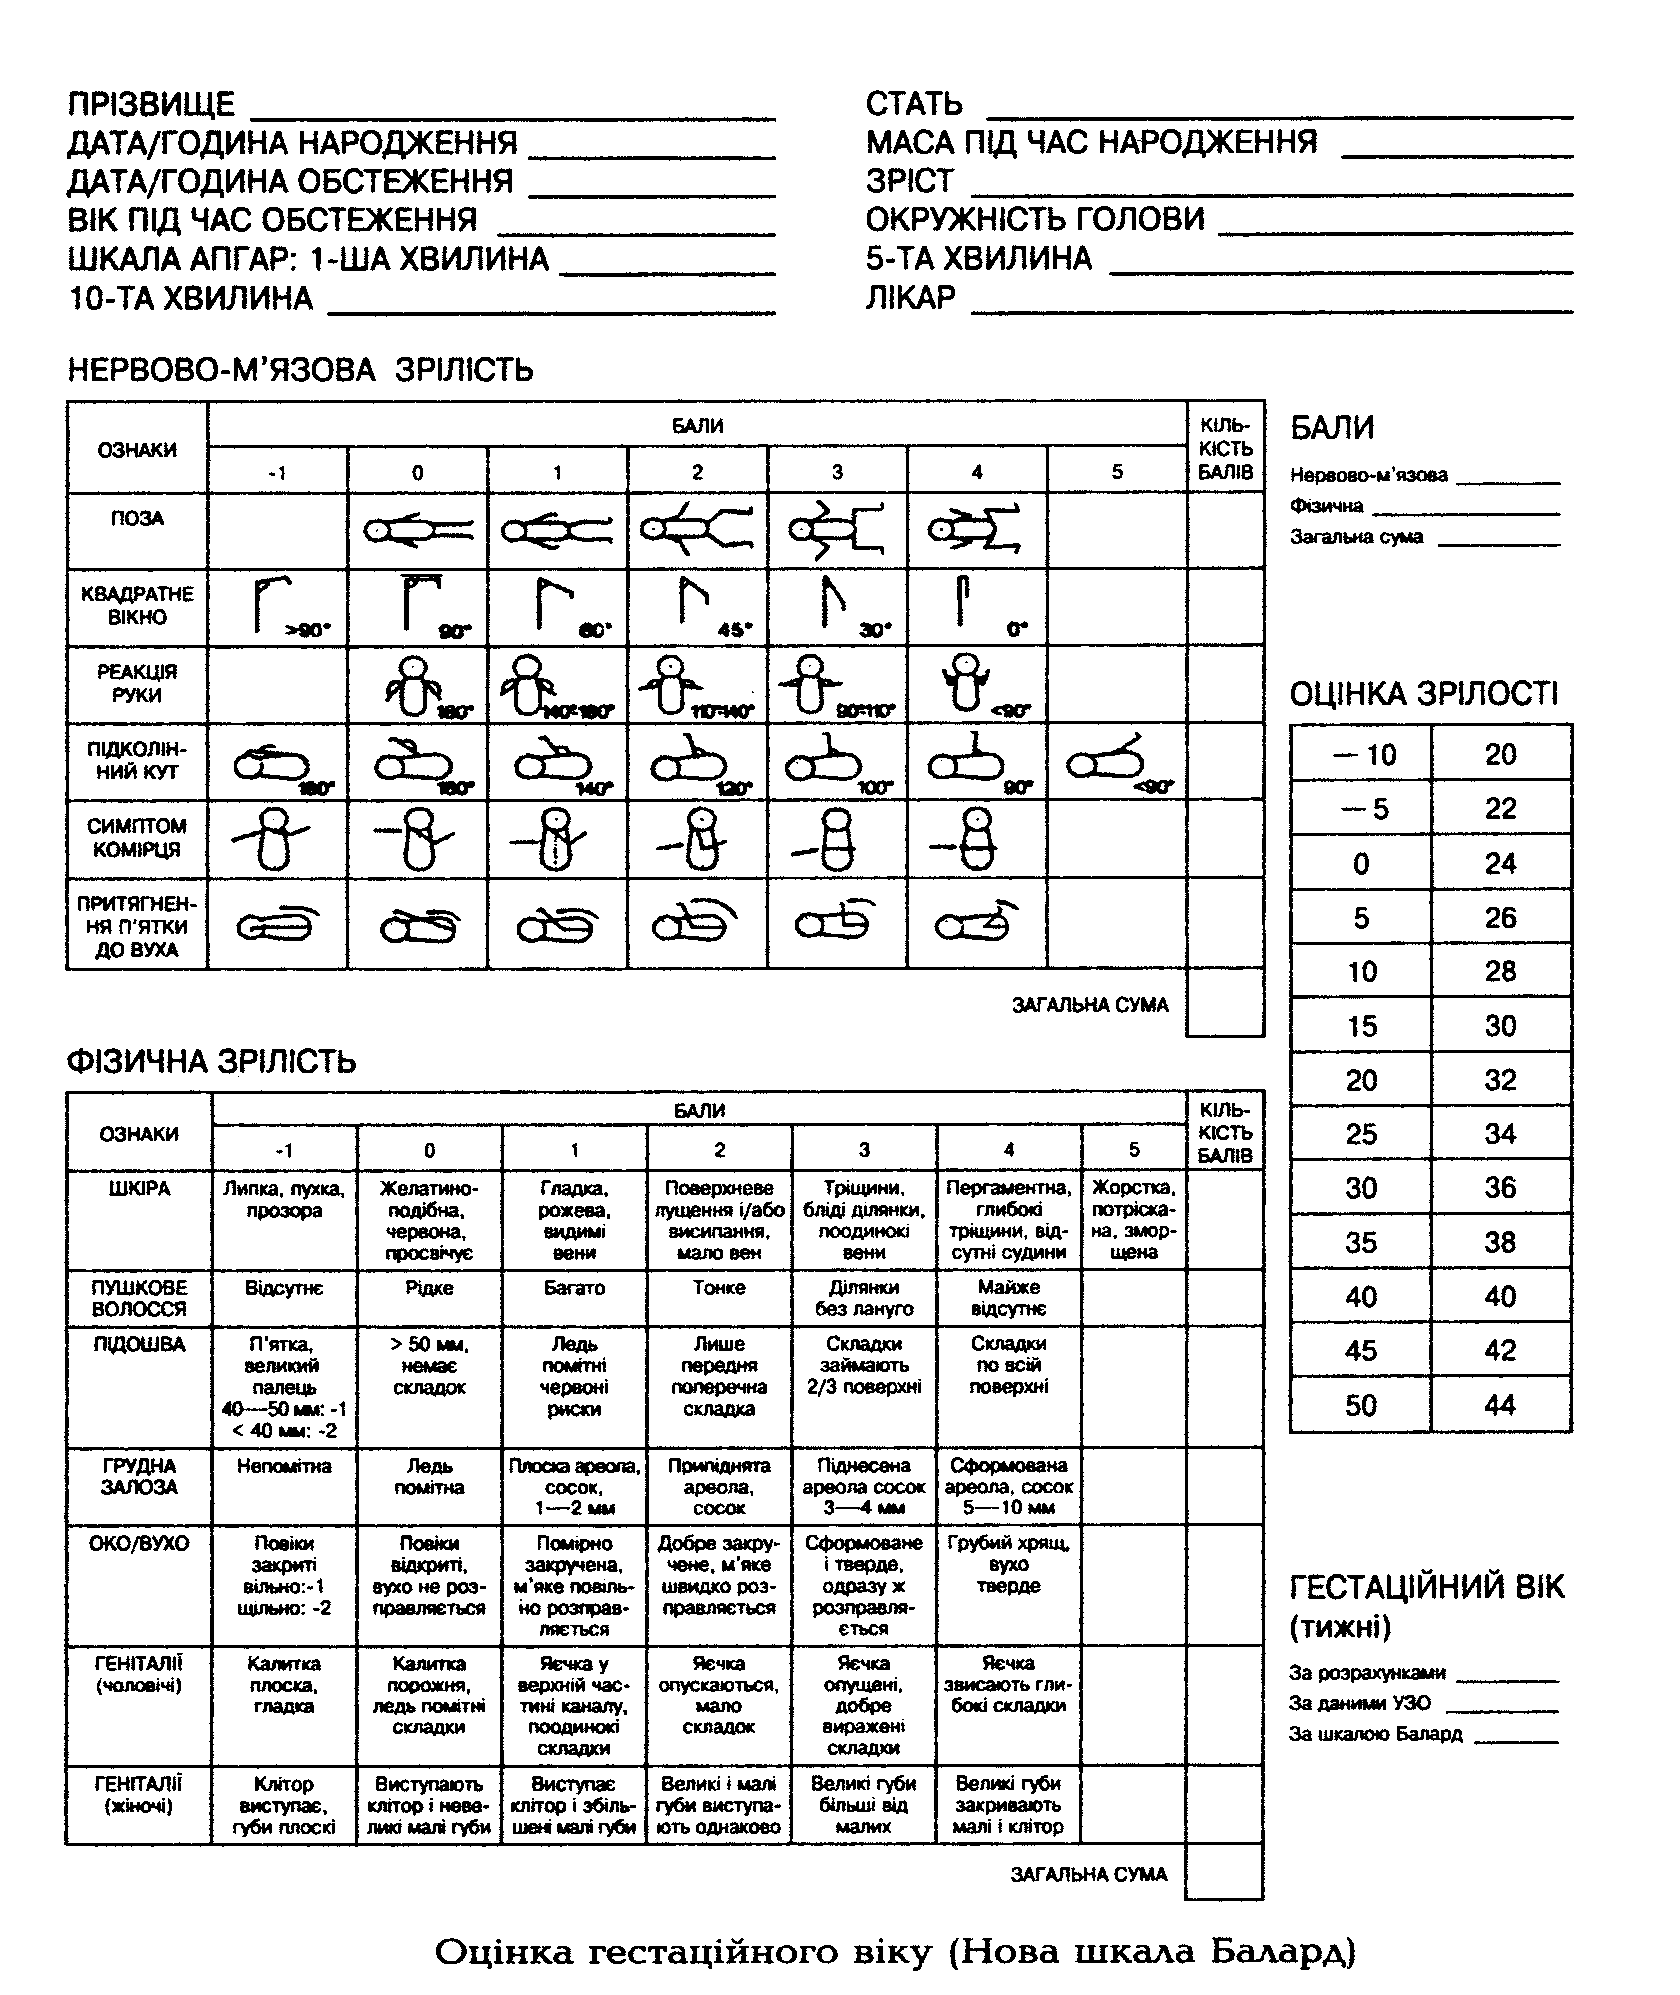 ПРІЗВИЩЕ
СТАТЬ
ДАТА/ГОДИНА НАРОДЖЕННЯ
МАСА ПІД ЧАС НАРОДЖЕННЯ
ДАТА/ГОДИНА ОБСТЕЖЕННЯ
ЗРІСТ
ВІК ПІД ЧАС ОБСТЕЖЕННЯ
ОКРУЖНІСТЬ ГОЛОВИ
ШКАЛА АПГАР: 1-ША ХВИЛИНА
5-ТА ХВИЛИНА
10-ТА ХВИЛИНА
ЛІКАР
НЕРВОВО-М'ЯЗОВА ЗРІЛІСТЬ
ОЗНАКИ
БАЛИ
КІЛЬ-
КІСТЬ
БАЛІВ
-1 0 1 2 3 4 5
ПОЗА
КВАДРАТНЕ
ВІКНО
>90° 90° 60° 45° 30° 0°
РЕАКЦІЯ
РУКИ
180° 140°-180° 110°-140° 90°-110° <90°
ПІДКОЛІН-
НИЙ КУТ
180° 160° 140° 120° 100° 90° <90°
СИМПТОМ
КОМІРЦЯ
ПРИТЯГНЕН-
НЯ П'ЯТКИ
ДО ВУХА
ЗАГАЛЬНА СУМА
БАЛИ
Нервово-м'язова
Фізична
Загальна сума
ОЦІНКА ЗРІЛОСТІ
— 10 20
— 5 22
0 24
5 26
10 28
15 30
20 32
25 34
30 36
35 38
40 40
45 42
50 44
ФІЗИЧНА ЗРІЛІСТЬ
ОЗНАКИ
БАЛИ
КІЛЬ-
КІСТЬ
БАЛІВ
-1 0 1 2 3 4 5
ШКІРА
Липка, пухка,
прозора
Желатино-
подібна,
червона,
просвічує
Гладка,
рожева,
видимі
вени
Поверхневе
лущення і/або
висипання,
мало вен
Тріщини,
бліді ділянки,
поодинокі
вени
Пергаментна,
глибокі
тріщини, від-
сутні судини
Жорстка,
потріска-
на, змор-
щена
ПУШКОВЕ
ВОЛОССЯ
Відсутнє
Рідке
Багато
Тонке
Ділянки
без лануго
Майже
відсутнє
ПІДОШВА
П'ятка,
великий
палець
40—50 мм: -1
< 40 мм: -2
> 50 мм,
немає
складок
Ледь
помітні
червоні
риски
Лише
передня
поперечна
складка
Складки
займають
2/3 поверхні
Складки
по всій
поверхні
ГРУДНА
ЗАЛОЗА
Непомітна
Ледь
помітна
Плоска ареола,
сосок,
1—2 мм
Припіднята
ареола,
сосок
Піднесена
ареола сосок
3—4 мм
Сформована
ареола, сосок
5—10 мм
ОКО/ВУХО
Повіки
закриті
вільно:-1
щільно: -2
Повіки
відкриті,
вухо не роз-
правляється
Помірно
закручена,
м'яке повіль-
но розправ-
ляється
Добре закру-
чене, м'яке
швидко роз-
правляється
Сформоване
і тверде,
одразу ж
розправля-
ється
Грубий хрящ,
вухо
тверде
ГЕНІТАЛІЇ
(чоловічі)
Калитка
плоска,
гладка
Калитка
порожня,
ледь помітні
складки
Яєчка у
верхній час-
тині каналу,
поодинокі
складки
Яєчка
опускаються,
мало
складок
Яєчка
опущені,
добре
виражені
складки
Яєчка
звисають гли-
бокі складки
ГЕНІТАЛІЇ
(жіночі)
Клітор
виступає,
губи плоскі
Виступають
клітор і неве-
ликі малі губи
Виступає
клітор і збіль-
шені малі губи
Великі і малі
губи виступа-
ють однаково
Великі губи
більші від
малих
Великі губи
закривають
малі і клітор
ЗАГАЛЬНА СУМА
ГЕСТАЦІЙНИЙ ВІК
(тижні)
За розрахунками
За даними УЗО
За шкалою Балард
Оцінка гестаційного віку (Нова шкала Балард)